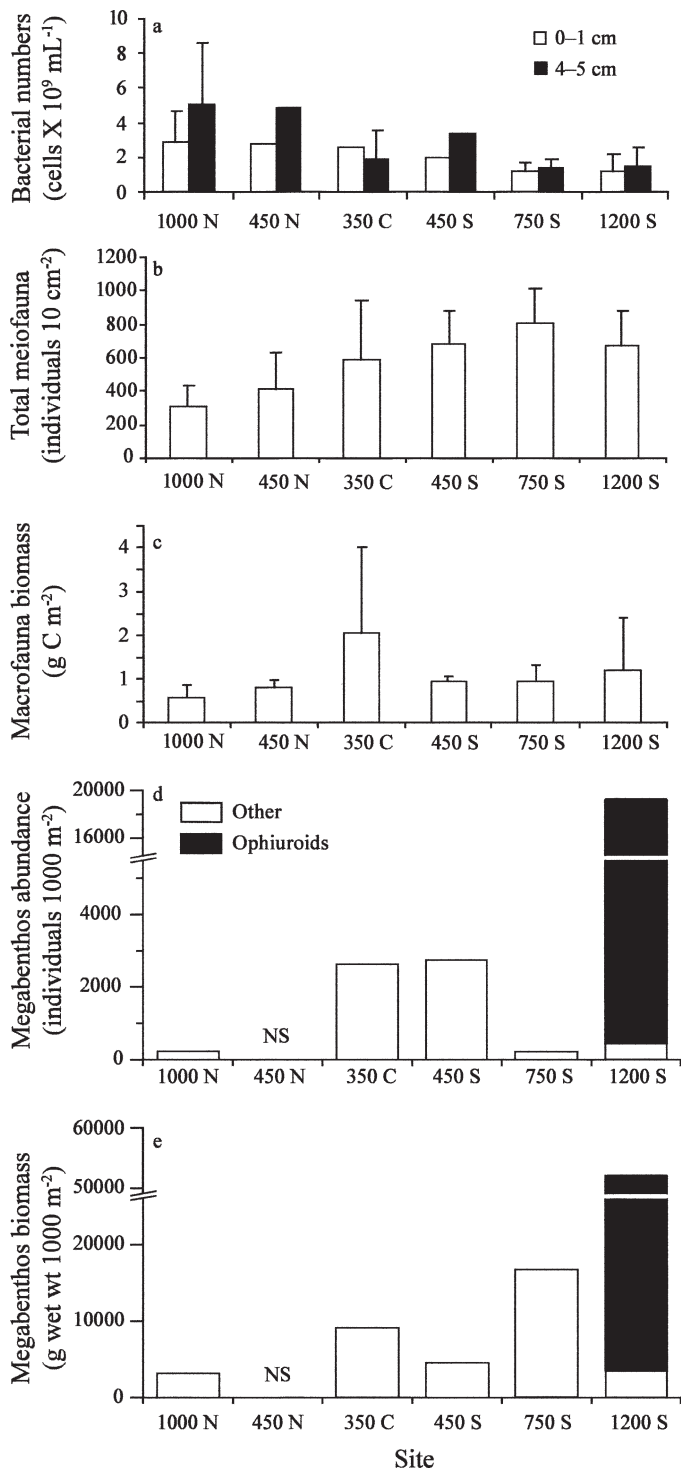 a
Bacterial numbers
(cells X 10⁹ mL⁻¹)
10
8
6
4
2
0
0–1 cm
4–5 cm
1000 N 450 N 350 C 450 S 750 S 1200 S
b
Total meiofauna
(individuals 10 cm⁻²)
1200
1000
800
600
400
200
0
1000 N 450 N 350 C 450 S 750 S 1200 S
c
Macrofauna biomass
(g C m⁻²)
4
3
2
1
0
1000 N 450 N 350 C 450 S 750 S 1200 S
d
Megabenthos abundance
(individuals 1000 m⁻²)
20000
16000
4000
2000
0
Other
Ophiuroids
NS
1000 N 450 N 350 C 450 S 750 S 1200 S
e
Megabenthos biomass
(g wet wt 1000 m⁻²)
60000
50000
20000
10000
0
NS
1000 N 450 N 350 C 450 S 750 S 1200 S
Site